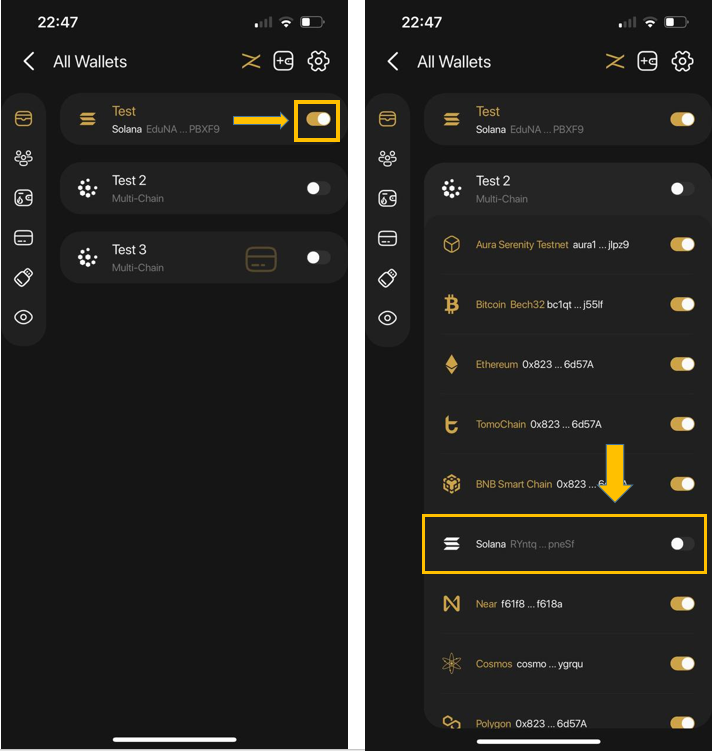 22:47
All Wallets
Test
Solana EduNA ... PBXF9
Test 2
Multi-Chain
Test 3
Multi-Chain
22:47
All Wallets
Test
Solana EduNA ... PBXF9
Test 2
Multi-Chain
Aura Serenity Testnet aura1 ... jlpz9
Bitcoin Bech32 bc1qt ... j55lf
Ethereum 0x823 ... 6d57A
TomoChain 0x823 ... 6d57A
BNB Smart Chain 0x823 ...
Solana RYntq ... pneSf
Near f61f8 ... f618a
Cosmos cosmo ... ygrqu
Polygon 0x823 ... 6d57A